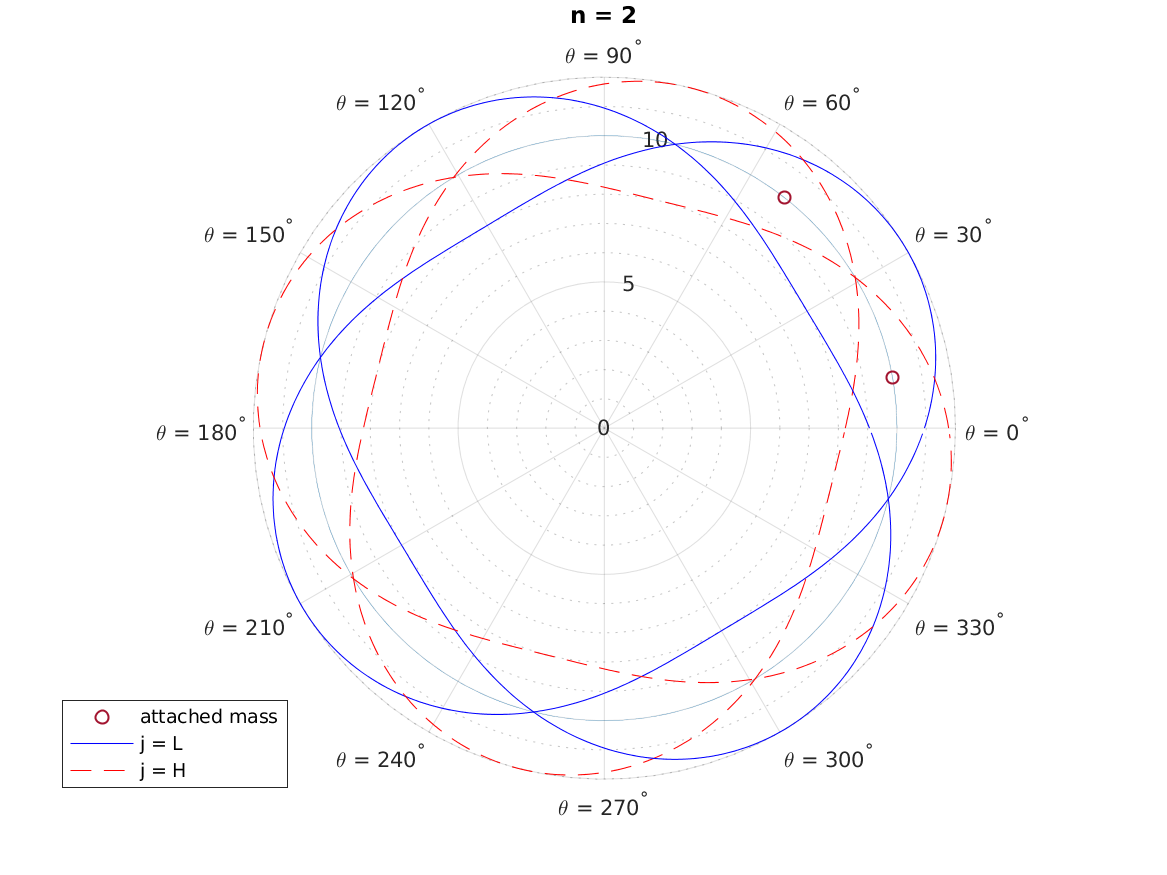 n = 2
θ = 90°
θ = 120°
θ = 60°
10
θ = 150°
θ = 30°
5
θ = 180°
0
θ = 0°
θ = 210°
θ = 330°
attached mass
j = L
j = H
θ = 240°
θ = 300°
θ = 270°